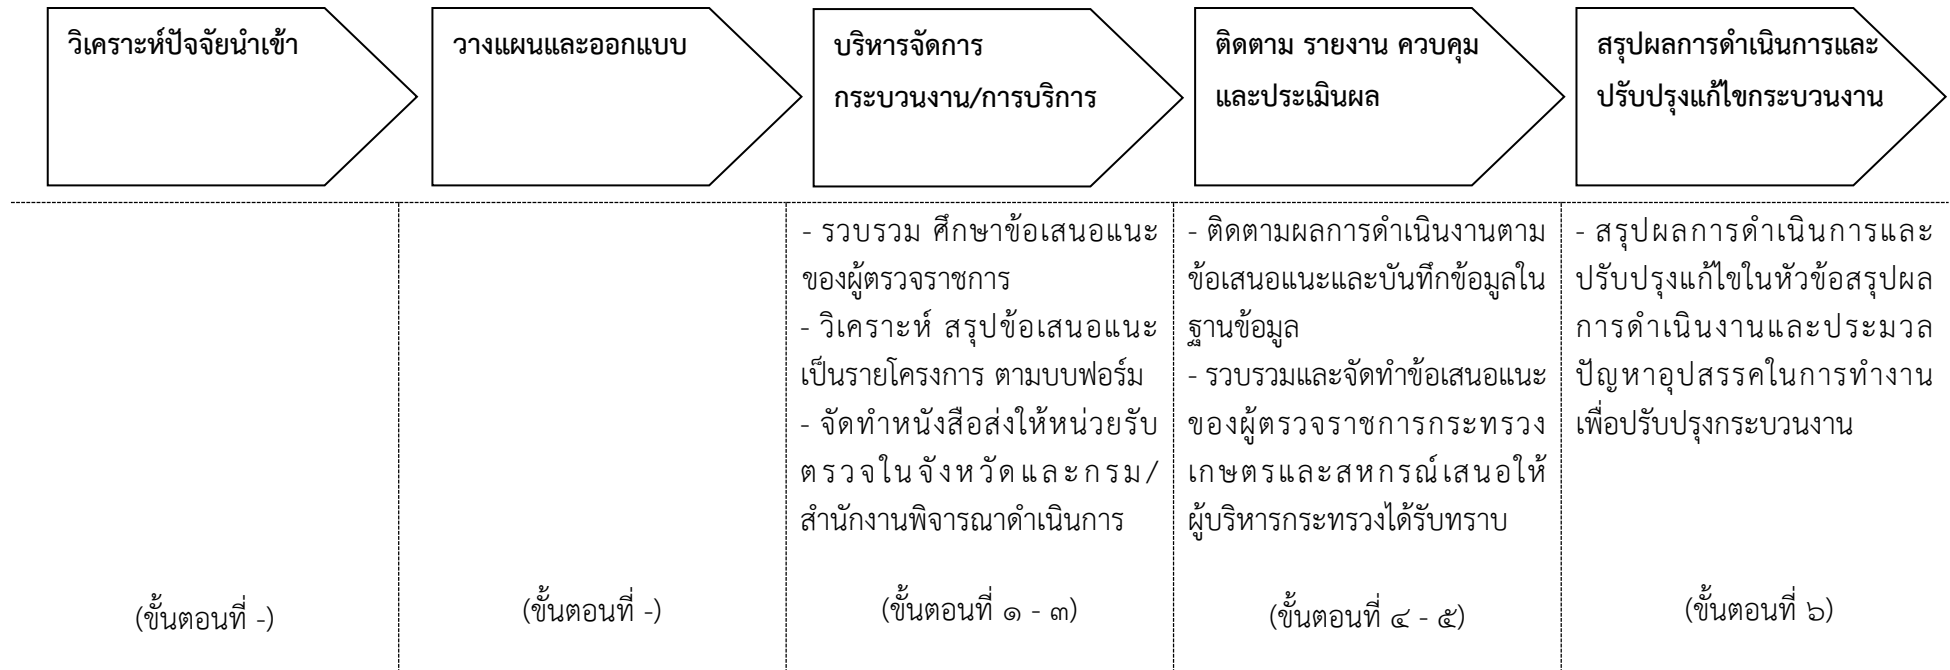 วิเคราะห์ปัจจัยนำเข้า
วางแผนและออกแบบ
บริหารจัดการ
กระบวนงาน/การบริการ
ติดตาม รายงาน ควบคุม
และประเมินผล
สรุปผลการดำเนินการและ
ปรับปรุงแก้ไขกระบวนงาน
(ขั้นตอนที่ -)
(ขั้นตอนที่ -)
- รวบรวม ศึกษาข้อเสนอแนะ
ของผู้ตรวจราชการ
- วิเคราะห์ สรุปข้อเสนอแนะ
เป็นรายโครงการ ตามบบฟอร์ม
- จัดทำหนังสือส่งให้หน่วยรับ
ตรวจในจังหวัดและกรม/
สำนักงานพิจารณาดำเนินการ
(ขั้นตอนที่ ๑ - ๓)
- ติดตามผลการดำเนินงานตาม
ข้อเสนอแนะและบันทึกข้อมูลใน
ฐานข้อมูล
- รวบรวมและจัดทำข้อเสนอแนะ
ของผู้ตรวจราชการกระทรวง
เกษตรและสหกรณ์เสนอให้
ผู้บริหารกระทรวงได้รับทราบ
(ขั้นตอนที่ ๔ - ๕)
- สรุปผลการดำเนินการและ
ปรับปรุงแก้ไขในหัวข้อสรุปผล
การดำเนินงานและประมวล
ปัญหาอุปสรรคในการทำงาน
เพื่อปรับปรุงกระบวนงาน
(ขั้นตอนที่ ๖)